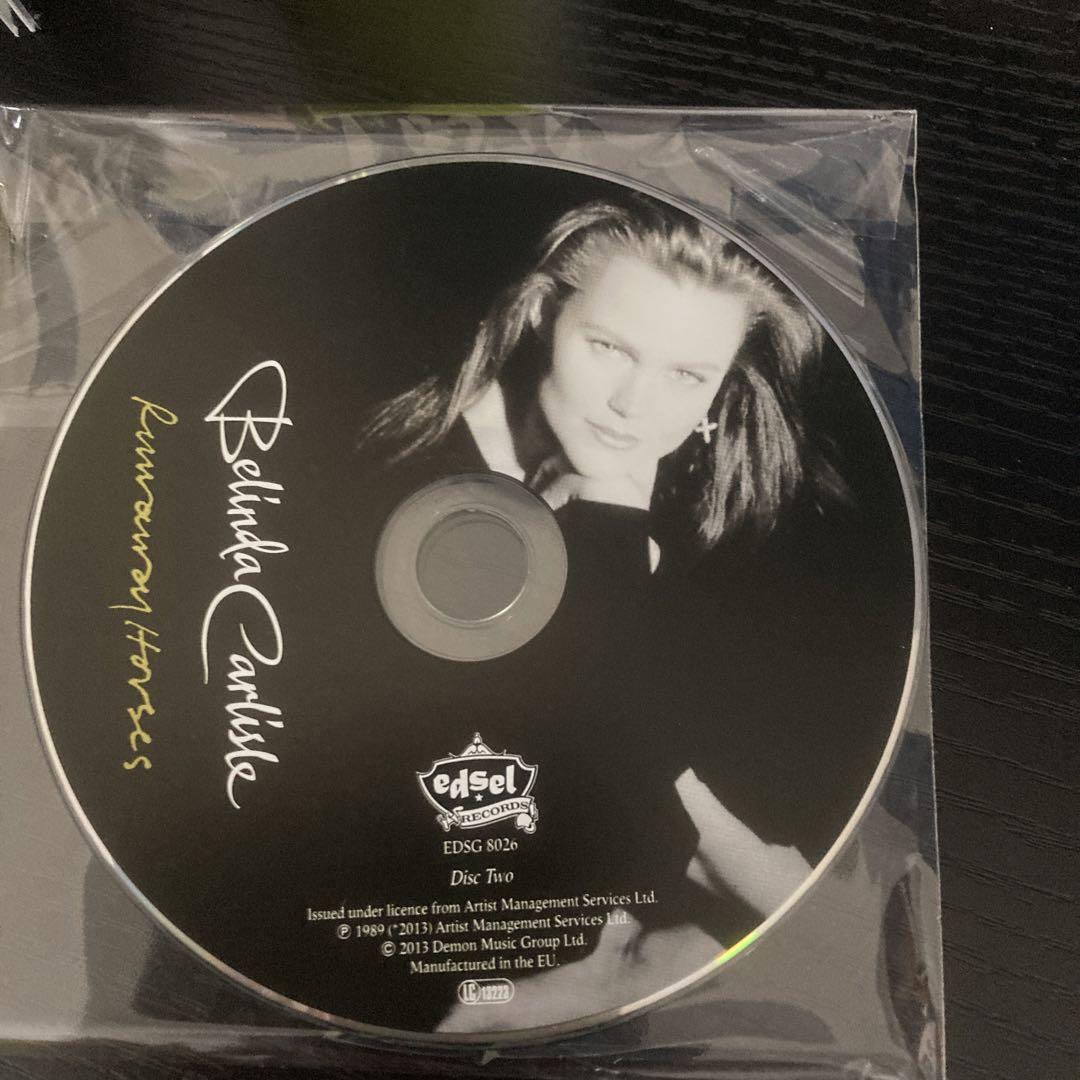 Belinda Carlisle
Runaway Horses
edsel
RECORDS
EDSG 8026
Disc Two
Issued under licence from Artist Management Services Ltd.
℗ 1989 (*2013) Artist Management Services Ltd.
© 2013 Demon Music Group Ltd.
Manufactured in the EU.
LC 13223